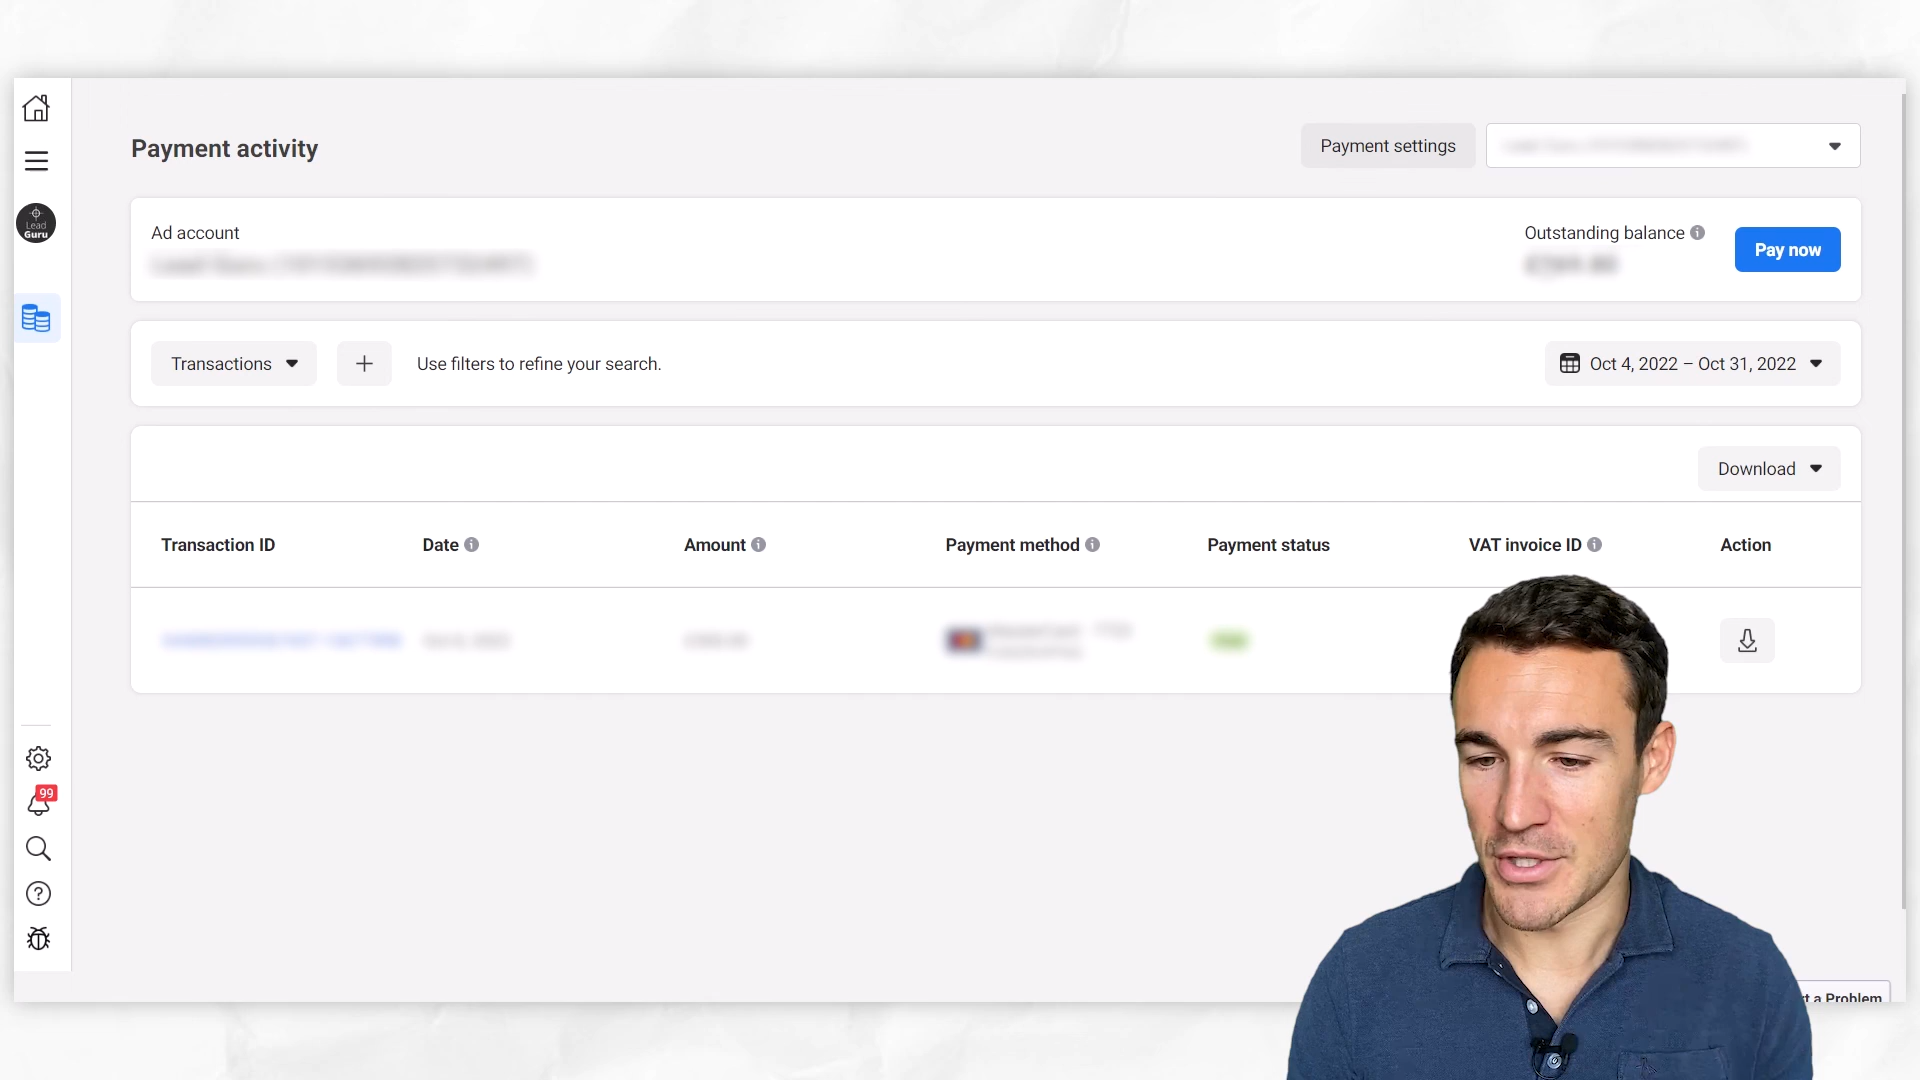 Payment activity
Payment settings
Lead
Guru
Ad account
Outstanding balance
Pay now
Transactions
Use filters to refine your search.
Oct 4, 2022 – Oct 31, 2022
Download
Transaction ID
Date
Amount
Payment method
Payment status
VAT invoice ID
Action
99
a Problem